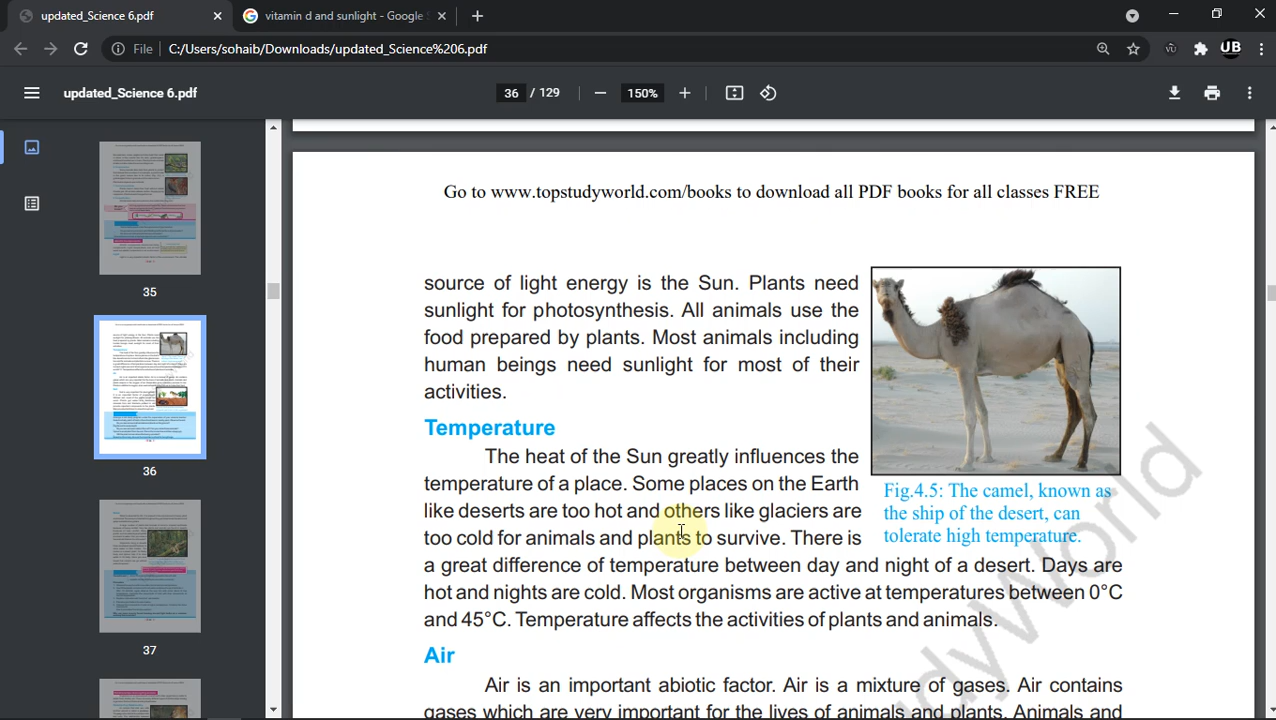 updated_Science 6.pdf
vitamin d and sunlight - Google
File
C:/Users/sohaib/Downloads/updated_Science%206.pdf
UB
updated_Science 6.pdf
36 / 129
150%
35
36
37
Go to www.topstudyworld.com/books to download all PDF books for all classes FREE
source of light energy is the Sun. Plants need
sunlight for photosynthesis. All animals use the
food prepared by plants. Most animals including
human beings need sunlight for most of their
activities.
Fig.4.5: The camel, known as
the ship of the desert, can
tolerate high temperature.
Temperature
The heat of the Sun greatly influences the
temperature of a place. Some places on the Earth
like deserts are too hot and others like glaciers are
too cold for animals and plants to survive. There is
a great difference of temperature between day and night of a desert. Days are
hot and nights are cold. Most organisms are active at temperatures between 0°C
and 45°C. Temperature affects the activities of plants and animals.
Air
Air is an important abiotic factor. Air is a mixture of gases. Air contains
gases which are very important for the lives of animals and plants. Animals and
dyWorld